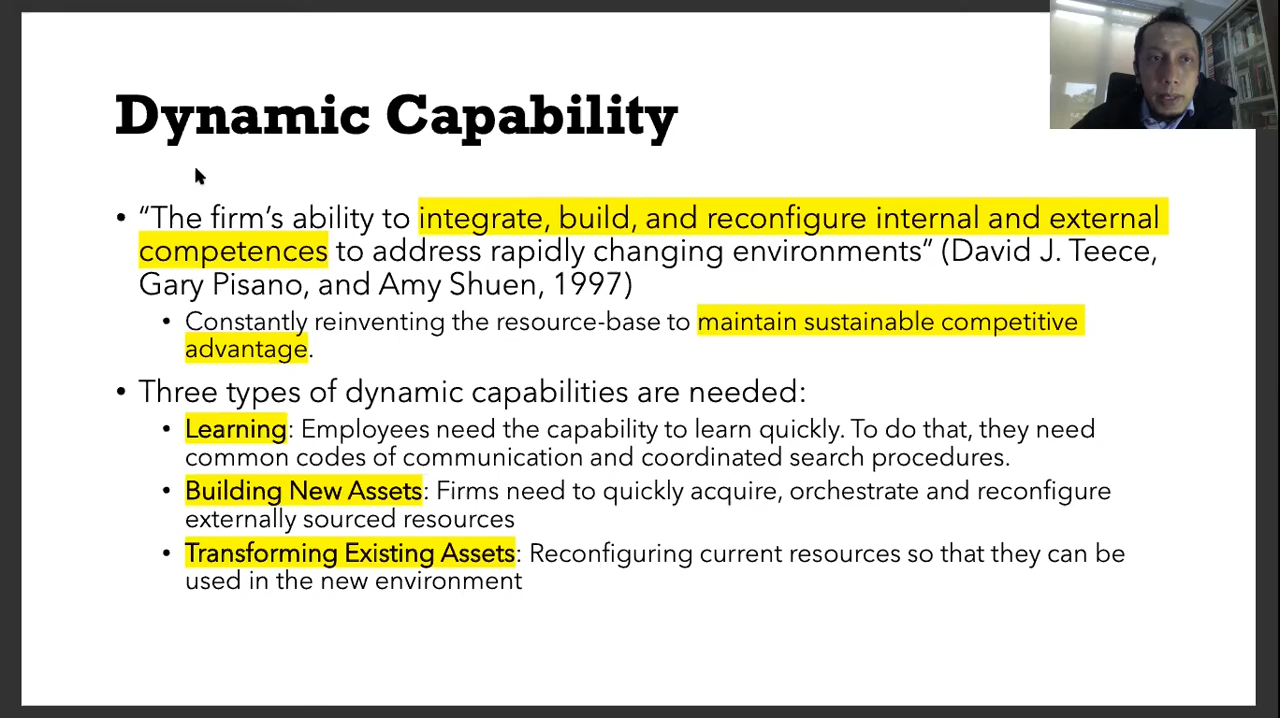 Dynamic Capability
• “The firm’s ability to integrate, build, and reconfigure internal and external
competences to address rapidly changing environments“ (David J. Teece,
Gary Pisano, and Amy Shuen, 1997)
• Constantly reinventing the resource-base to maintain sustainable competitive
advantage.
• Three types of dynamic capabilities are needed:
• Learning: Employees need the capability to learn quickly. To do that, they need
common codes of communication and coordinated search procedures.
• Building New Assets: Firms need to quickly acquire, orchestrate and reconfigure
externally sourced resources
• Transforming Existing Assets: Reconfiguring current resources so that they can be
used in the new environment